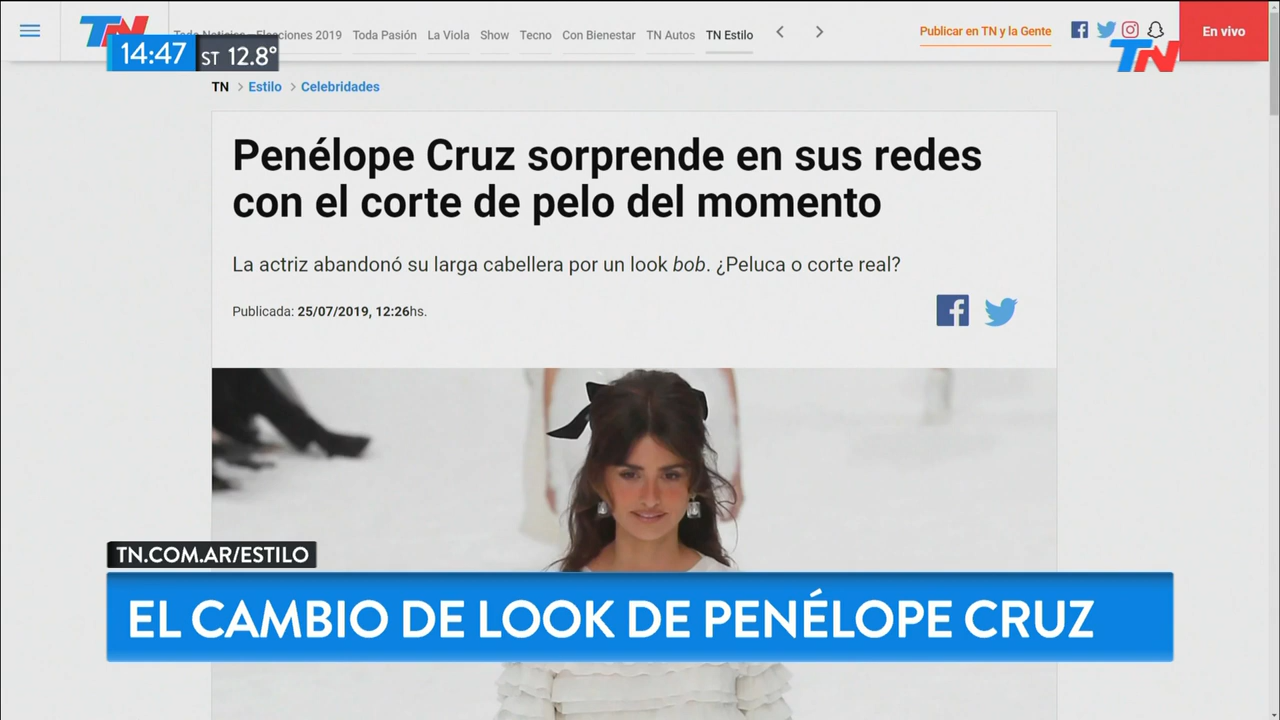 TN
Toda Noticias
Elecciones 2019
Toda Pasión
La Viola
Show
Tecno
Con Bienestar
TN Autos
TN Estilo
Publicar en TN y la Gente
En vivo
14:47
ST 12.8°
TN
TN > Estilo > Celebridades
Penélope Cruz sorprende en sus redes
con el corte de pelo del momento
La actriz abandonó su larga cabellera por un look bob. ¿Peluca o corte real?
Publicada: 25/07/2019, 12:26hs.
TN.COM.AR/ESTILO
EL CAMBIO DE LOOK DE PENÉLOPE CRUZ